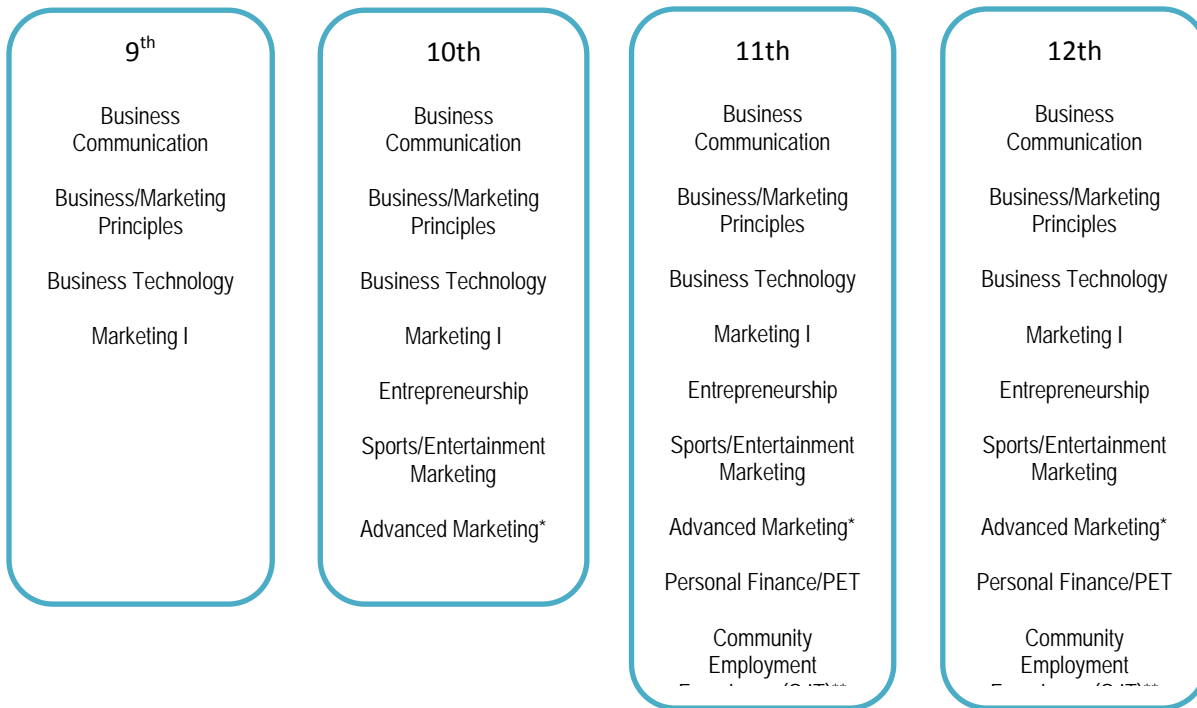 9th
Business
Communication
Business/Marketing
Principles
Business Technology
Marketing I
10th
Business
Communication
Business/Marketing
Principles
Business Technology
Marketing I
Entrepreneurship
Sports/Entertainment
Marketing
Advanced Marketing*
11th
Business
Communication
Business/Marketing
Principles
Business Technology
Marketing I
Entrepreneurship
Sports/Entertainment
Marketing
Advanced Marketing*
Personal Finance/PET
Community
Employment
12th
Business
Communication
Business/Marketing
Principles
Business Technology
Marketing I
Entrepreneurship
Sports/Entertainment
Marketing
Advanced Marketing*
Personal Finance/PET
Community
Employment